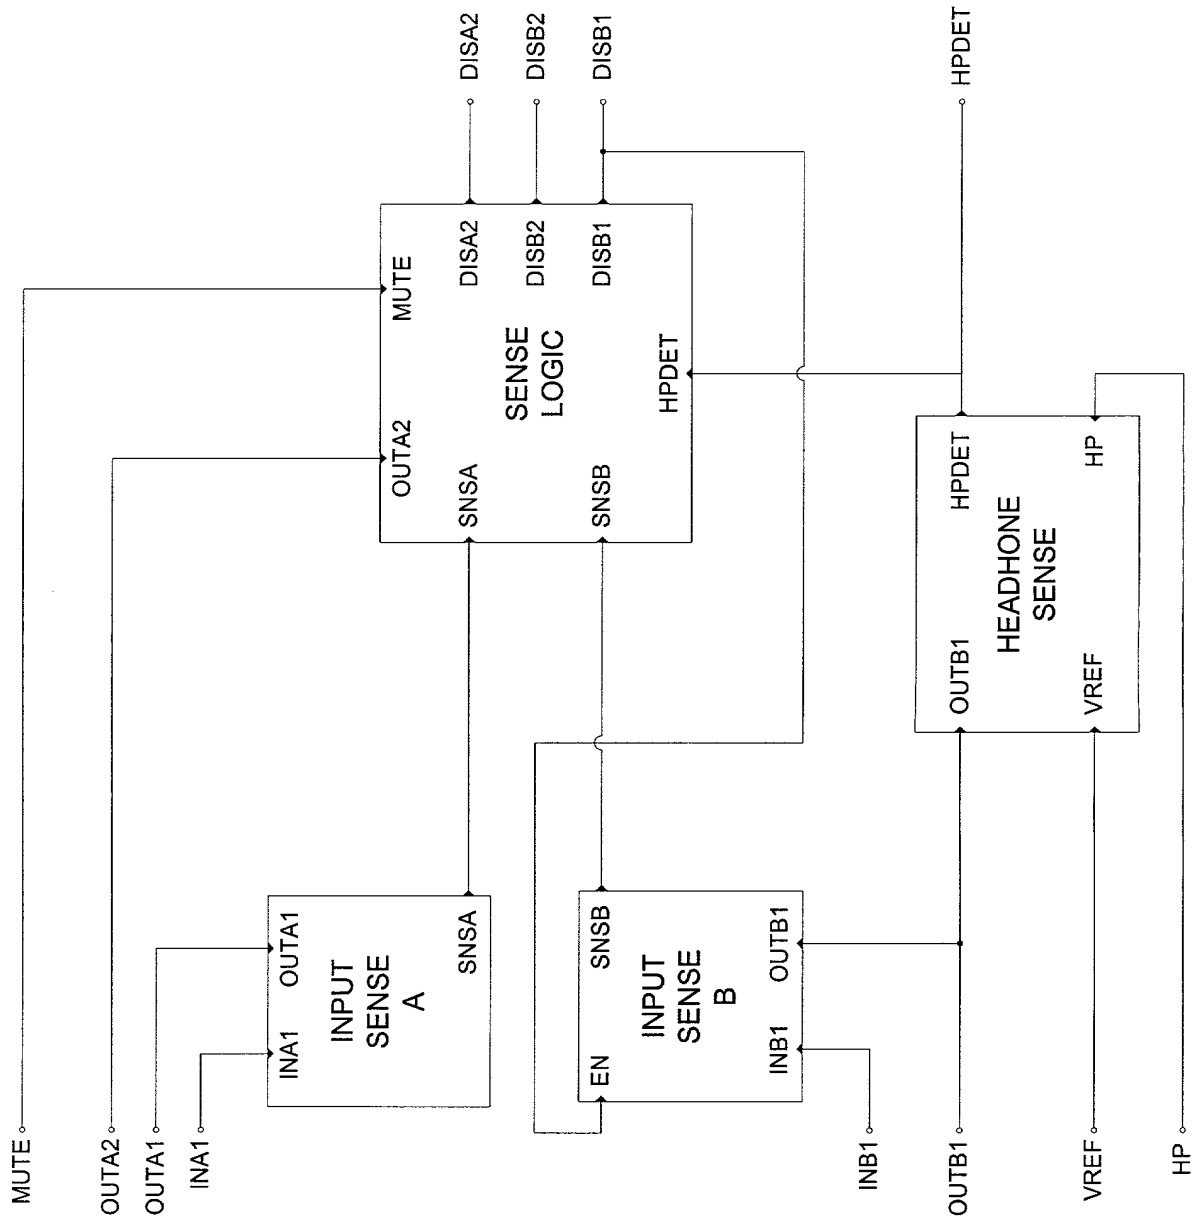 MUTE
OUTA2
OUTA1
INA1
INA1
OUTA1
INPUT
SENSE
A
SNSA
OUTA2
MUTE
SNSA
SENSE
LOGIC
DISA2
DISB2
SNSB
DISB1
HPDET
DISA2
DISB2
DISB1
EN
SNSB
INPUT
SENSE
B
INB1
OUTB1
INB1
OUTB1
OUTB1
HPDET
HEADHONE
SENSE
VREF
HP
HPDET
VREF
HP